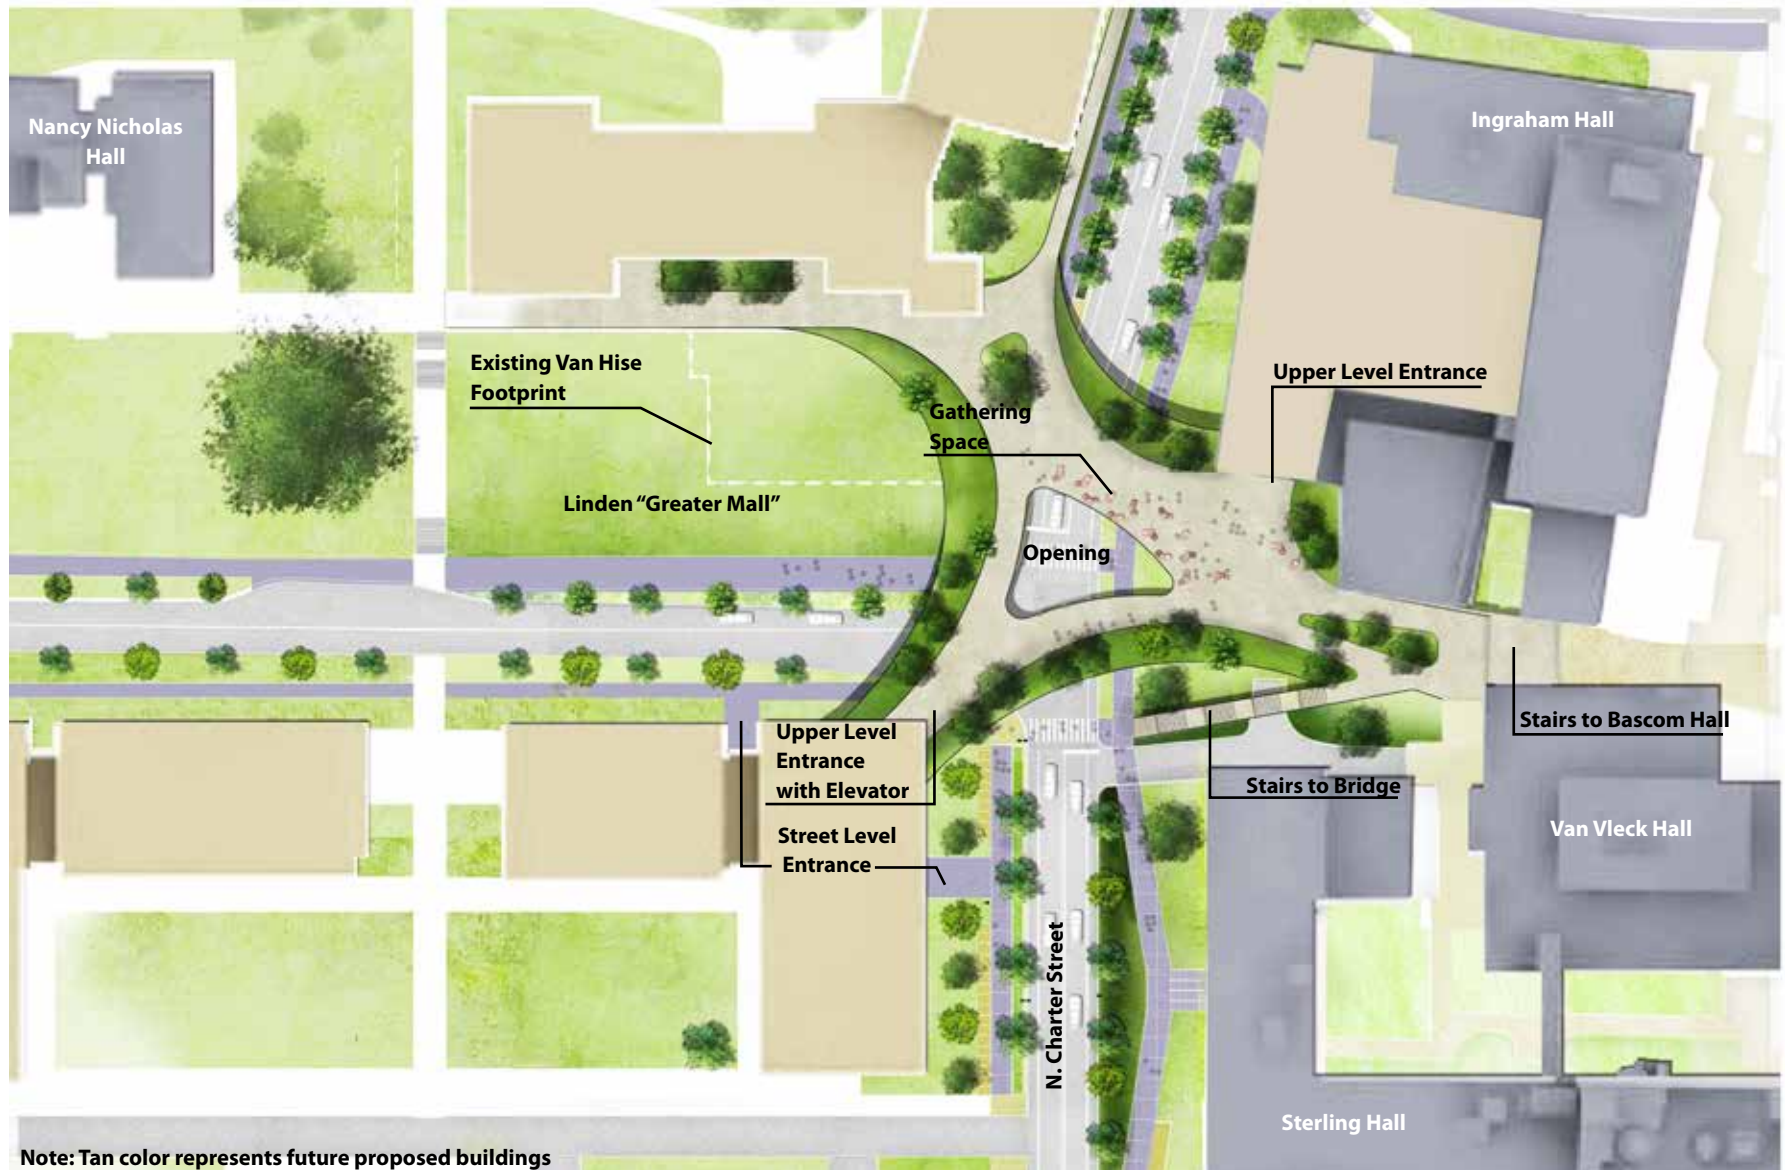 Nancy Nicholas
Hall
Ingraham Hall
Existing Van Hise
Footprint
Upper Level Entrance
Gathering
Space
Linden “Greater Mall”
Opening
Stairs to Bascom Hall
Upper Level
Entrance
with Elevator
Stairs to Bridge
Street Level
Entrance
Van Vleck Hall
N. Charter Street
Sterling Hall
Note: Tan color represents future proposed buildings